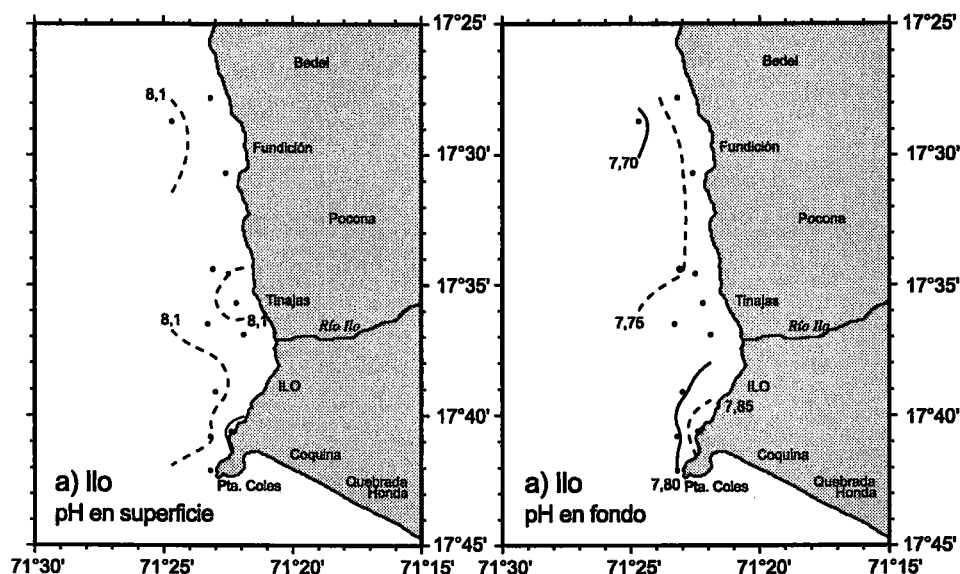 17°25'
17°25'
Bedel
Bedel
8,1
Fundición
Fundición
17°30'
7,70
17°30'
Pocona
Pocona
17°35'
17°35'
Tinajas
Tinajas
8,1
8,1
Río Ilo
7,75
Río Ilo
ILO
ILO
7,85
17°40'
17°40'
Coquina
Coquina
a) Ilo
Pta. Coles
Quebrada
Honda
a) Ilo
7,80
Pta. Coles
Quebrada
Honda
pH en superficie
pH en fondo
17°45'
17°45'
71°30'
71°25'
71°20'
71°15'
71°25'
71°20'
71°15'